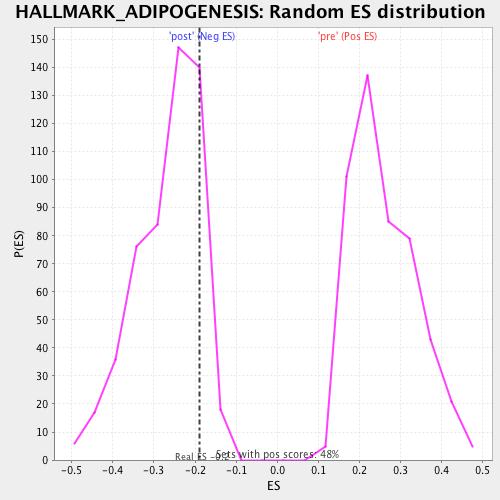 HALLMARK_ADIPOGENESIS: Random ES distribution
'post' (Neg ES) 'pre' (Pos ES)
150
140
130
120
110
100
90
80
70
60
50
40
30
20
10
0
P(ES)
Real ES -0.2
Sets with pos scores: 48%
-0.5 -0.4 -0.3 -0.2 -0.1 0.0 0.1 0.2 0.3 0.4 0.5
ES